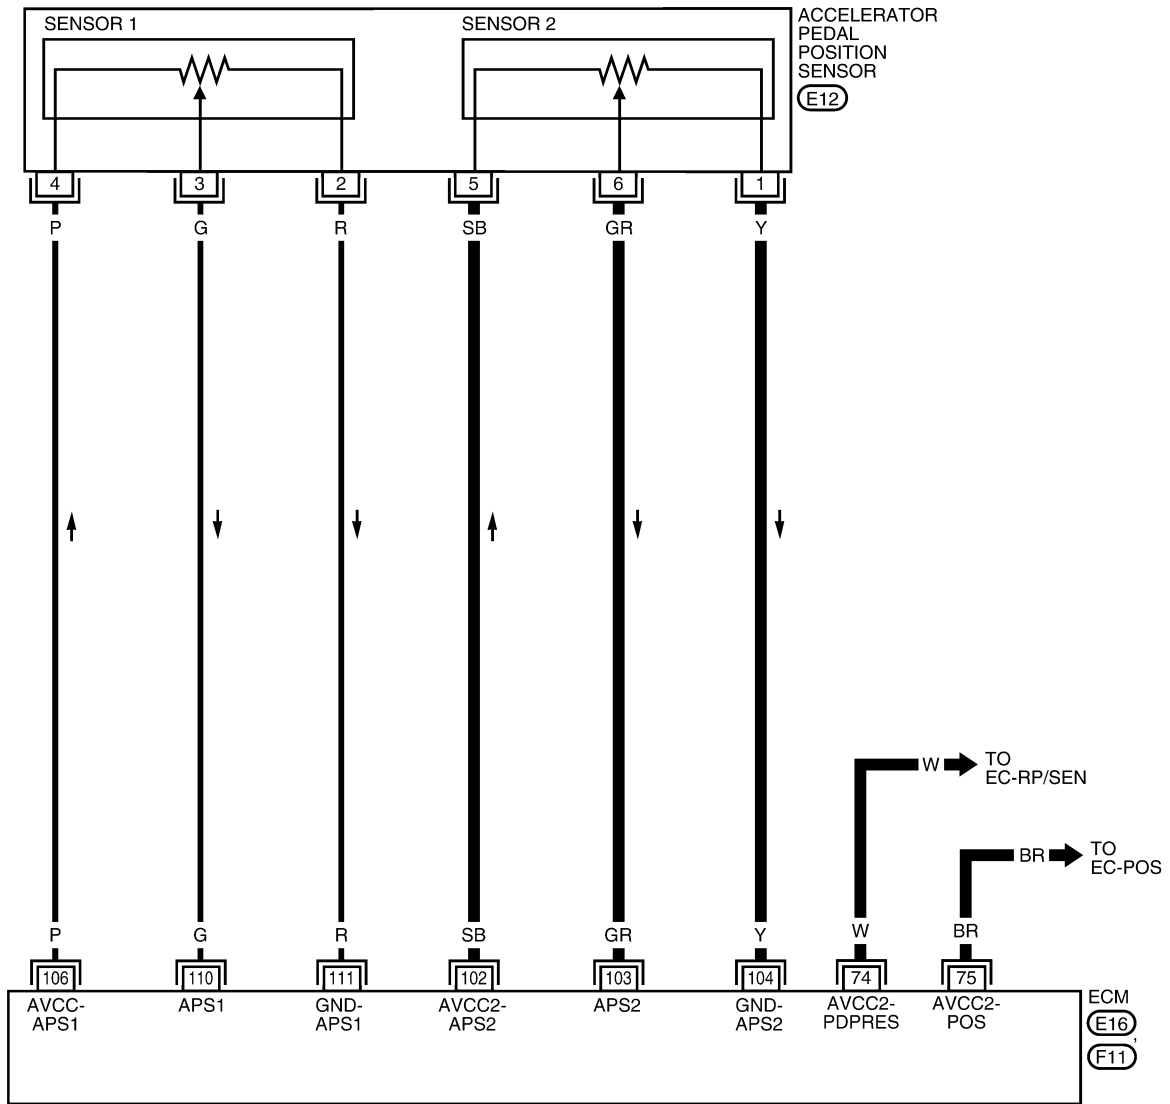 SENSOR 1
SENSOR 2
ACCELERATOR
PEDAL
POSITION
SENSOR
E12
4 3 2 5 6 1
P G R SB GR Y
W
TO
EC-RP/SEN
BR
TO
EC-POS
P G R SB GR Y W BR
106 110 111 102 103 104 74 75
AVCC-
APS1
APS1
GND-
APS1
AVCC2-
APS2
APS2
GND-
APS2
AVCC2-
PDPRES
AVCC2-
POS
ECM
E16 ,
F11